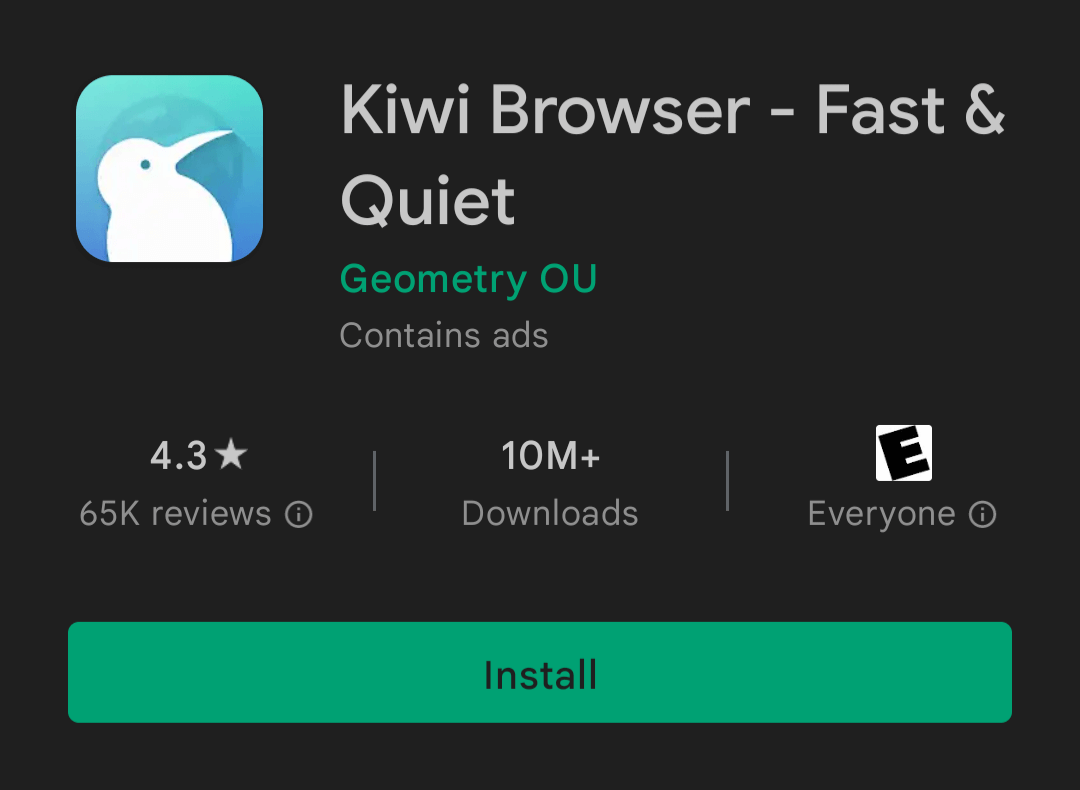 Kiwi Browser - Fast &
Quiet
Geometry OU
Contains ads
4.3★
65K reviews
10M+
Downloads
E
Everyone
Install